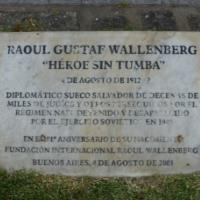 RAOUL GUSTAF WALLENBERG
"HÉROE SIN TUMBA"
4 DE AGOSTO DE 1912 - ?
DIPLOMÁTICO SUECO SALVADOR DE DECENAS DE
MILES DE JUDÍOS Y OTROS PERSEGUIDOS POR EL
RÉGIMEN NAZI. DETENIDO Y DESAPARECIDO
POR EL EJÉRCITO SOVIÉTICO EN 1945
EN EL ANIVERSARIO DE SU NACIMIENTO
FUNDACIÓN INTERNACIONAL RAOUL WALLENBERG
BUENOS AIRES, 4 DE AGOSTO DE